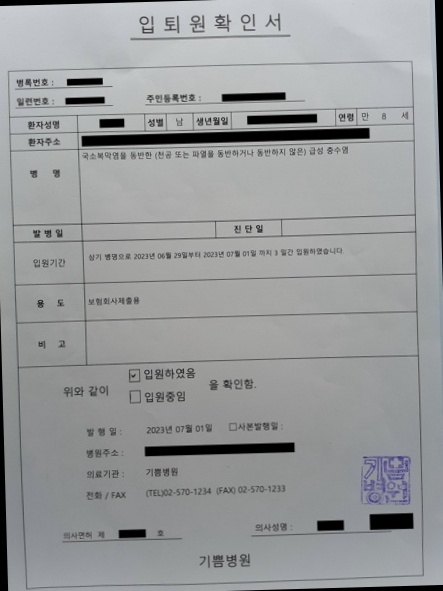 입퇴원확인서
병록번호 :
일련번호 : 주민등록번호 :
환자성명 성별 남 생년월일 연령 만 8 세
환자주소
병 명 국소복막염을 동반한 (천공 또는 파열을 동반하거나 동반하지 않은) 급성 충수염
발 병 일 진 단 일
입원기간 상기 병명으로 2023년 06월 29일부터 2023년 07월 01일 까지 3 일간 입원하였습니다.
용 도 보험회사제출용
비 고
입원하였음
위와 같이 을 확인함.
입원중임
발 행 일 : 2023년 07월 01일 사본발행일 :
병원주소 :
의료기관 : 기쁨병원
전화 / FAX (TEL)02-570-1234 (FAX) 02-570-1233
기쁨
병원
의사면허 제 호 의사성명 :
기쁨병원